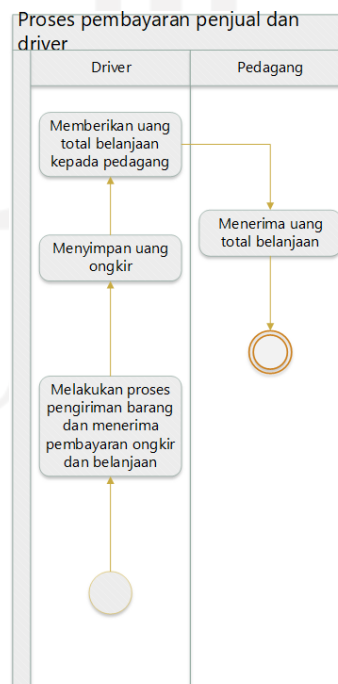 Proses pembayaran penjual dan
driver
Driver
Pedagang
Memberikan uang
total belanjaan
kepada pedagang
Menerima uang
total belanjaan
Menyimpan uang
ongkir
Melakukan proses
pengiriman barang
dan menerima
pembayaran ongkir
dan belanjaan